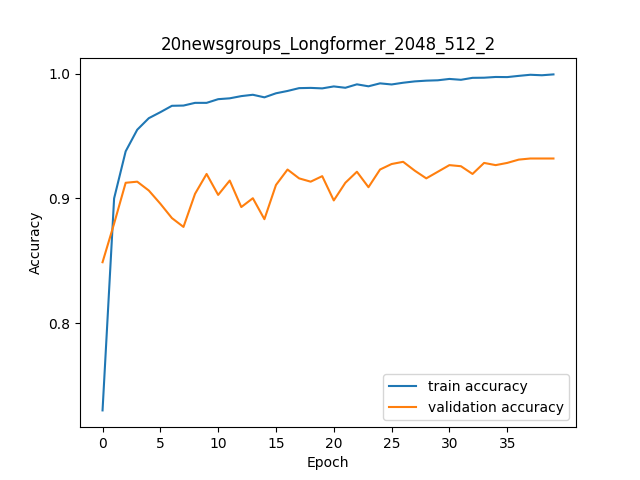 20newsgroups_Longformer_2048_512_2
1.0
0.9
0.8
Accuracy
0 5 10 15 20 25 30 35
Epoch
train accuracy
validation accuracy